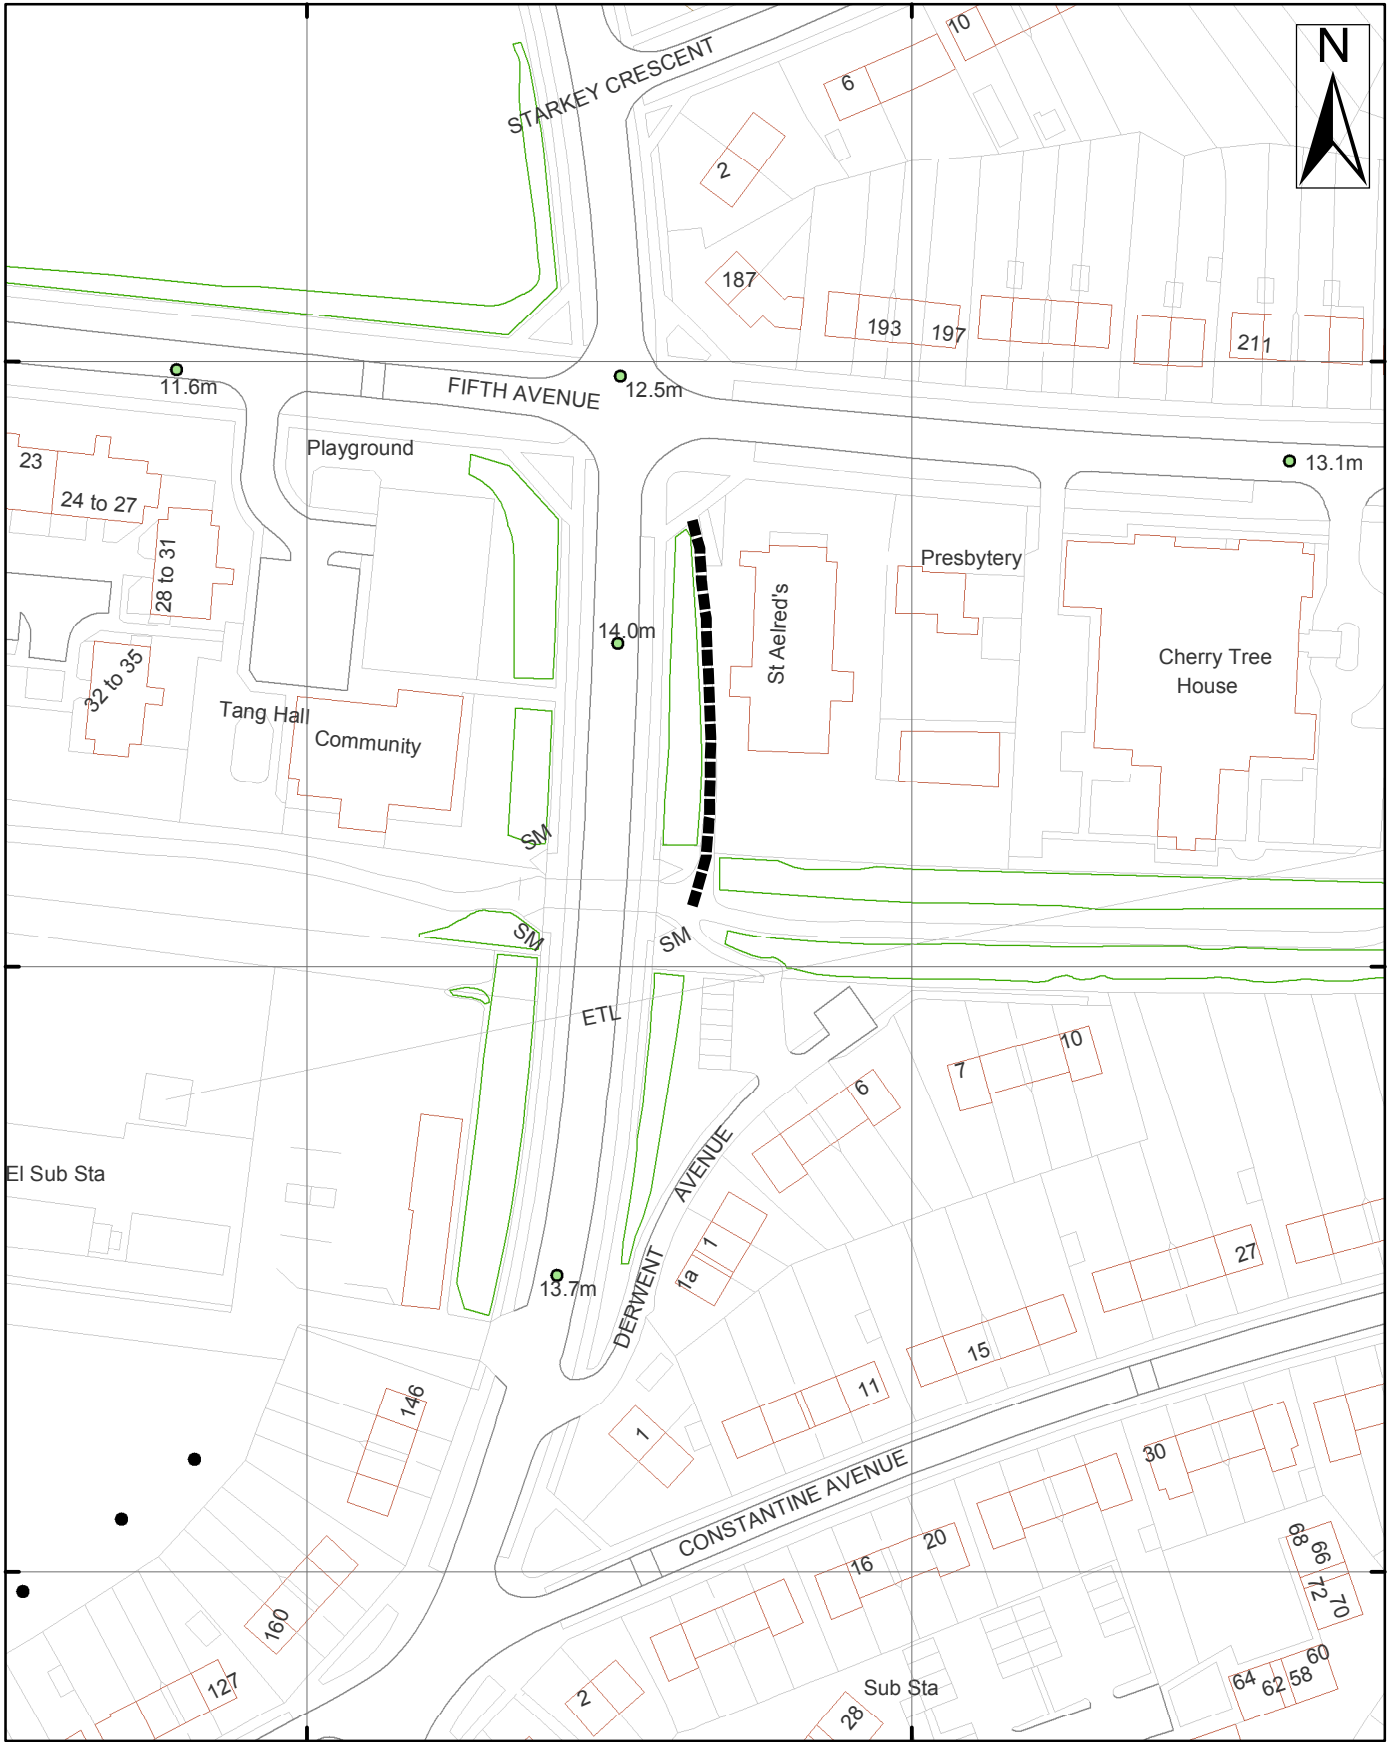 10
N
STARKEY CRESCENT
6
2
187
193
197
211
11.6m
FIFTH AVENUE
12.5m
Playground
23
24 to 27
13.1m
28 to 31
Presbytery
St Aelred's
14.0m
32 to 35
Cherry Tree
House
Tang Hall
Community
SM
SM
SM
ETL
7
10
6
El Sub Sta
DERWENT AVENUE
1
1a
27
13.7m
15
11
146
1
CONSTANTINE AVENUE
30
20
16
68
66
72
70
160
127
2
Sub Sta
28
64
62
58
60